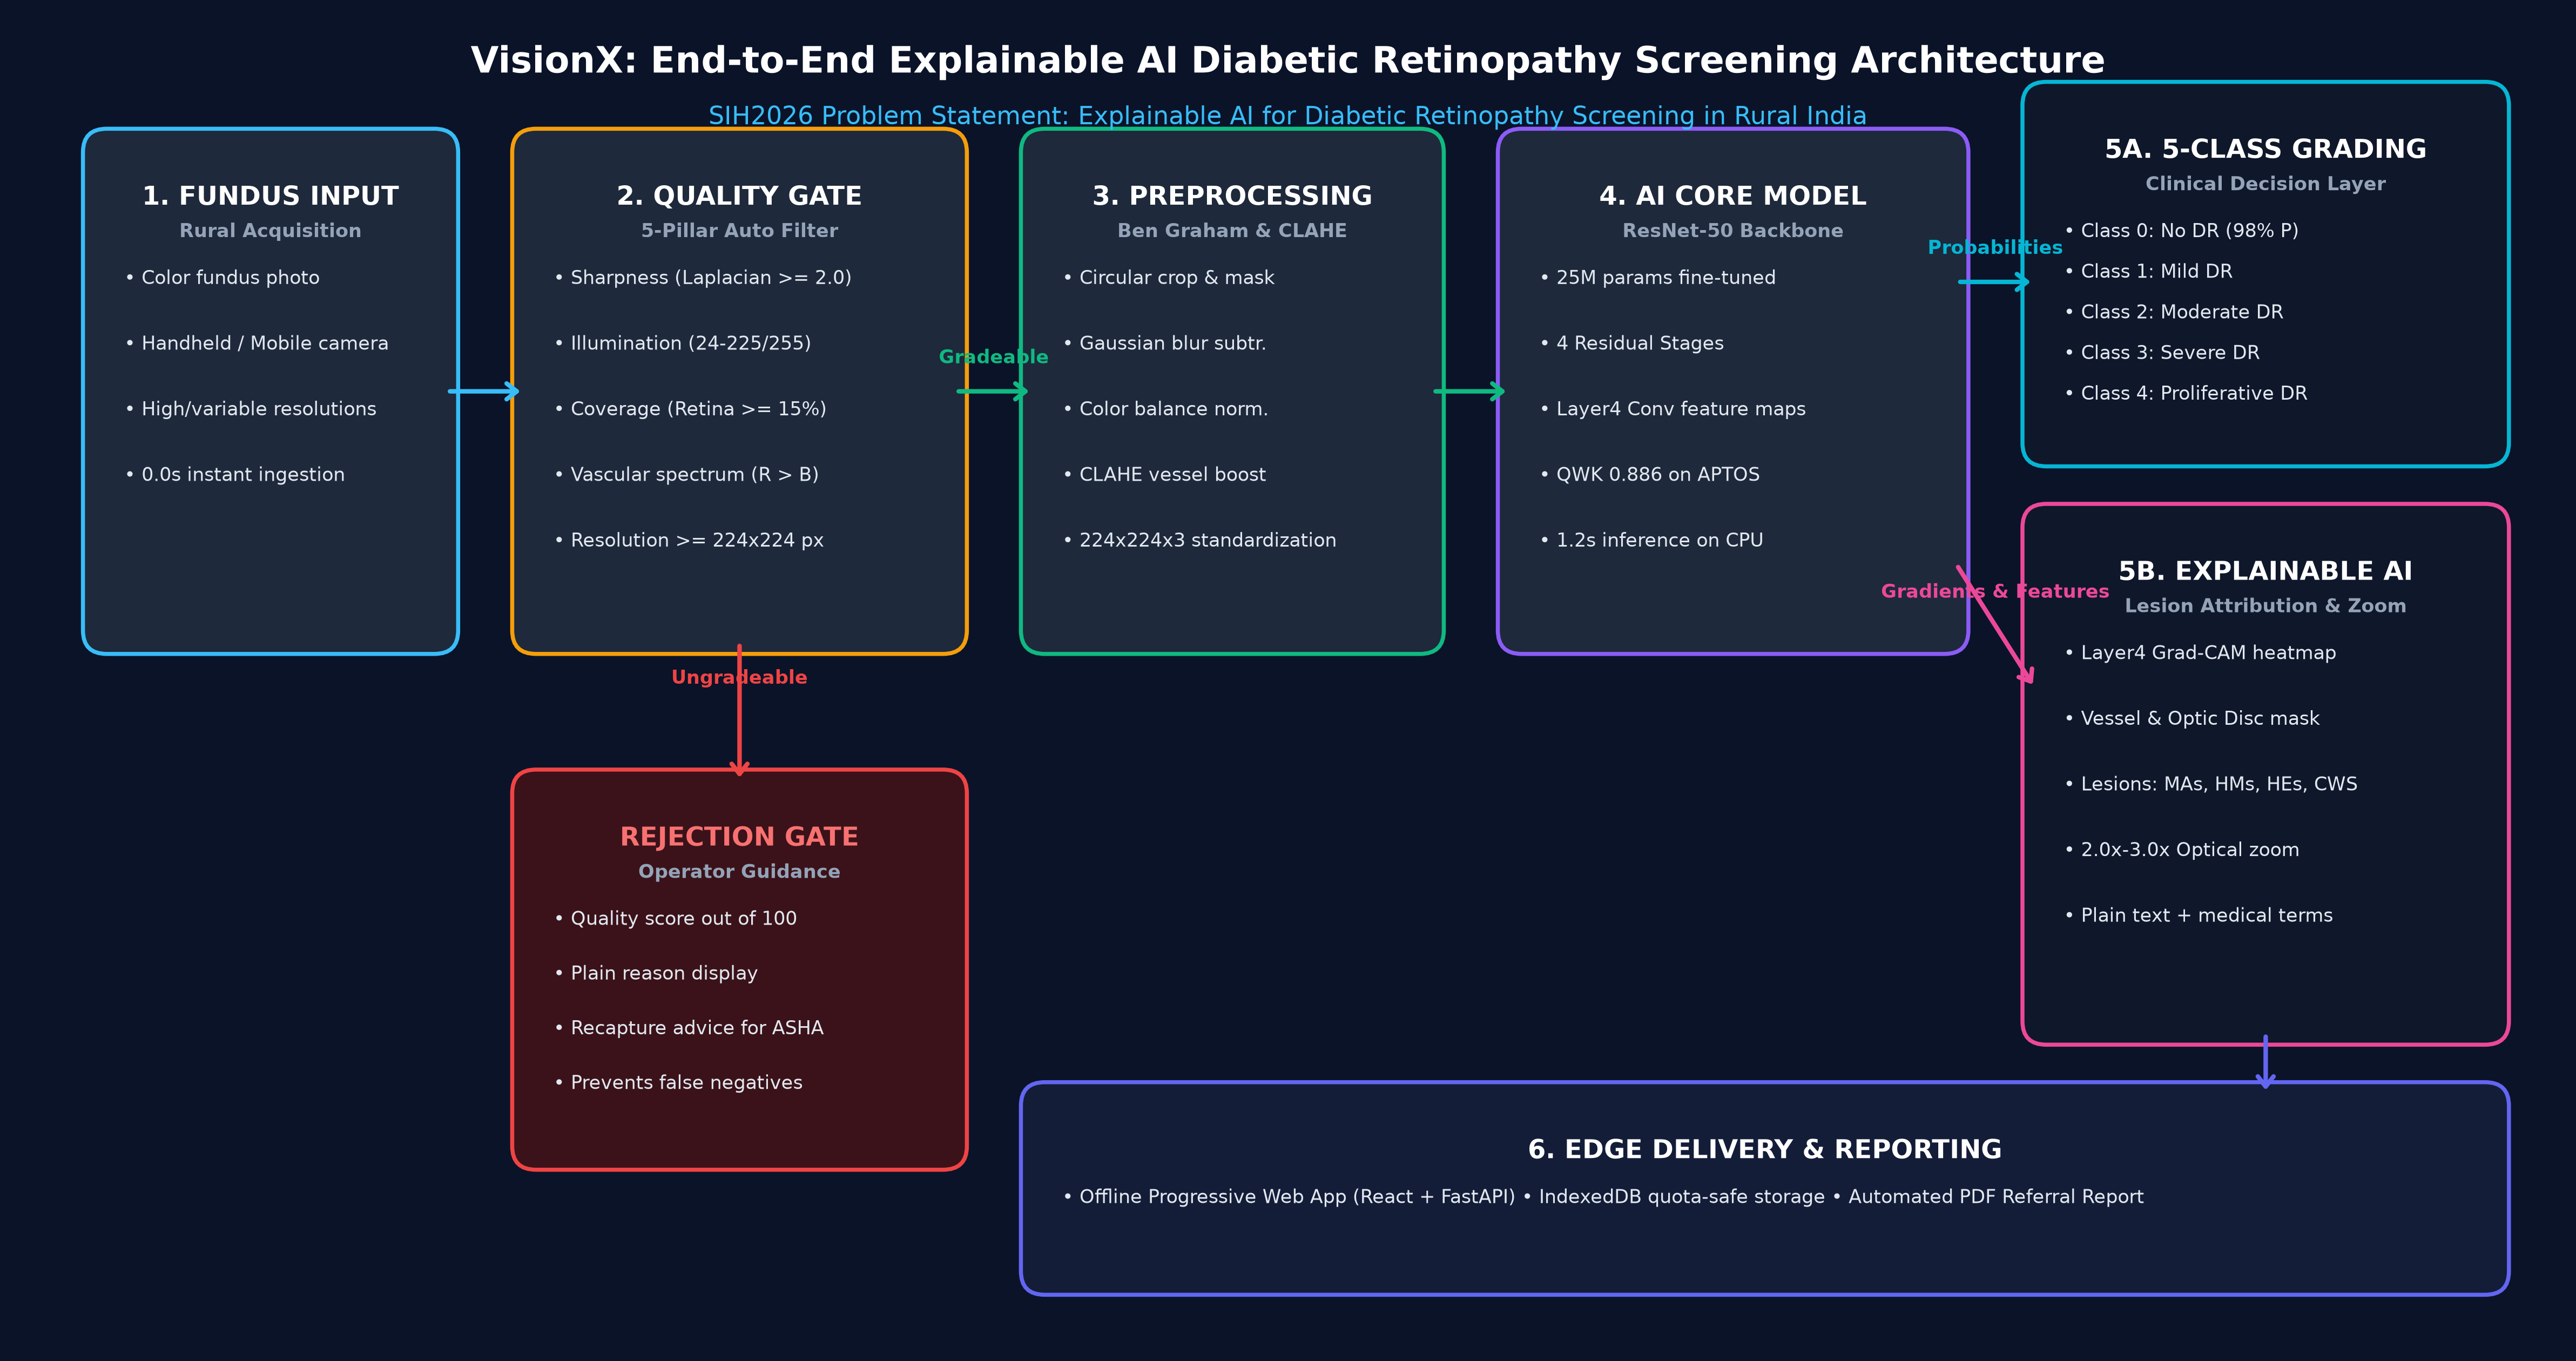 VisionX: End-to-End Explainable AI Diabetic Retinopathy Screening Architecture
SIH2026 Problem Statement: Explainable AI for Diabetic Retinopathy Screening in Rural India
1. FUNDUS INPUT
Rural Acquisition
• Color fundus photo
• Handheld / Mobile camera
• High/variable resolutions
• 0.0s instant ingestion
2. QUALITY GATE
5-Pillar Auto Filter
• Sharpness (Laplacian >= 2.0)
• Illumination (24-225/255)
• Coverage (Retina >= 15%)
• Vascular spectrum (R > B)
• Resolution >= 224x224 px
Gradeable
Ungradeable
REJECTION GATE
Operator Guidance
• Quality score out of 100
• Plain reason display
• Recapture advice for ASHA
• Prevents false negatives
3. PREPROCESSING
Ben Graham & CLAHE
• Circular crop & mask
• Gaussian blur subtr.
• Color balance norm.
• CLAHE vessel boost
• 224x224x3 standardization
4. AI CORE MODEL
ResNet-50 Backbone
• 25M params fine-tuned
• 4 Residual Stages
• Layer4 Conv feature maps
• QWK 0.886 on APTOS
• 1.2s inference on CPU
Probabilities
Gradients & Features
5A. 5-CLASS GRADING
Clinical Decision Layer
• Class 0: No DR (98% P)
• Class 1: Mild DR
• Class 2: Moderate DR
• Class 3: Severe DR
• Class 4: Proliferative DR
5B. EXPLAINABLE AI
Lesion Attribution & Zoom
• Layer4 Grad-CAM heatmap
• Vessel & Optic Disc mask
• Lesions: MAs, HMs, HEs, CWS
• 2.0x-3.0x Optical zoom
• Plain text + medical terms
6. EDGE DELIVERY & REPORTING
• Offline Progressive Web App (React + FastAPI) • IndexedDB quota-safe storage • Automated PDF Referral Report